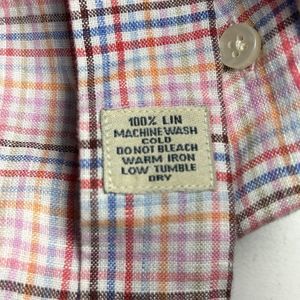 100% LIN
MACHINE WASH
COLD
DO NOT BLEACH
WARM IRON
LOW TUMBLE
DRY